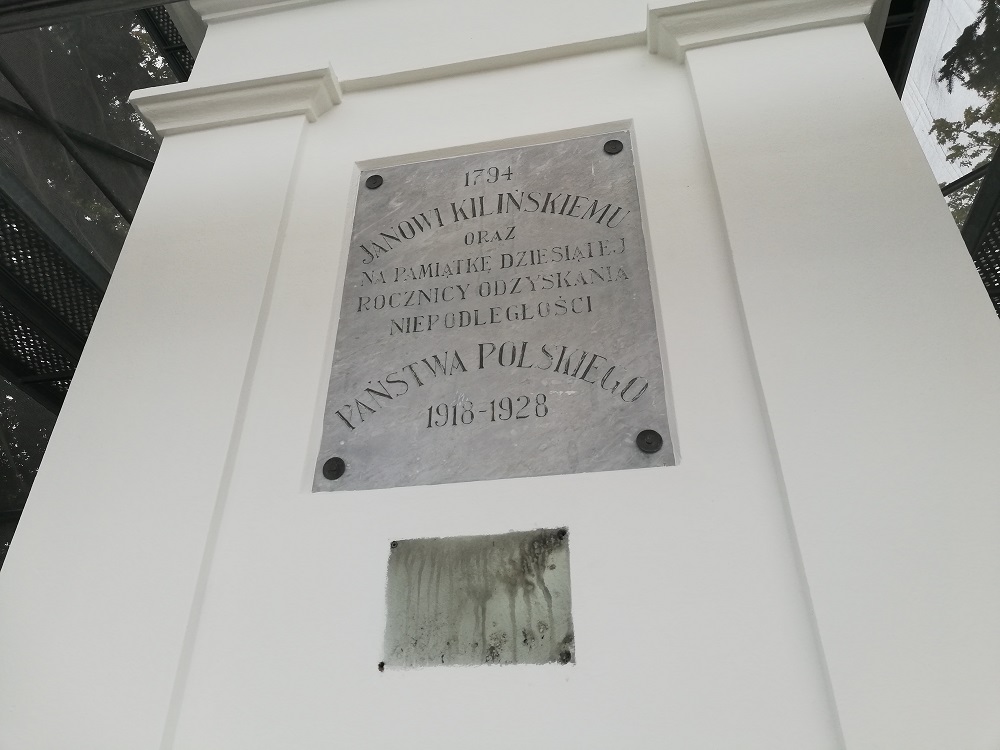 1794
JANOWI KILIŃSKIEMU
ORAZ
NA PAMIĄTKĘ DZIESIĄTEJ
ROCZNICY ODZYSKANIA
NIEPODLEGŁOŚCI
PAŃSTWA POLSKIEGO
1918-1928